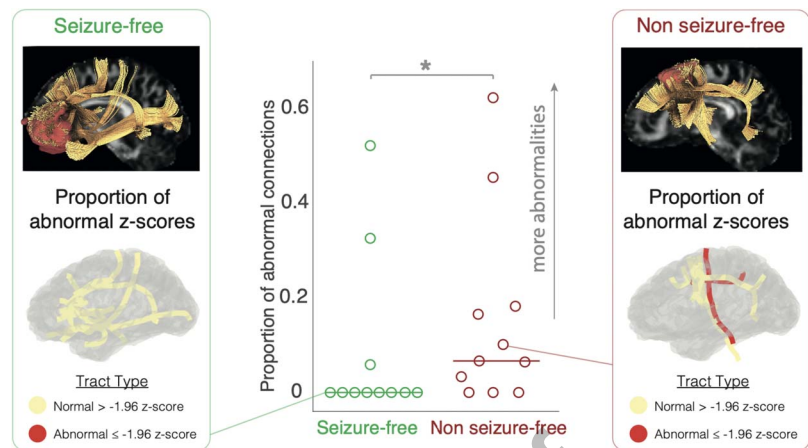 Seizure-free
Proportion of
abnormal z-scores
Tract Type
Normal > -1.96 z-score
Abnormal ≤ -1.96 z-score
Proportion of abnormal connections
0.6
0.4
0.2
0
*
more abnormalities
Seizure-free
Non seizure-free
Non seizure-free
Proportion of
abnormal z-scores
Tract Type
Normal > -1.96 z-score
Abnormal ≤ -1.96 z-score